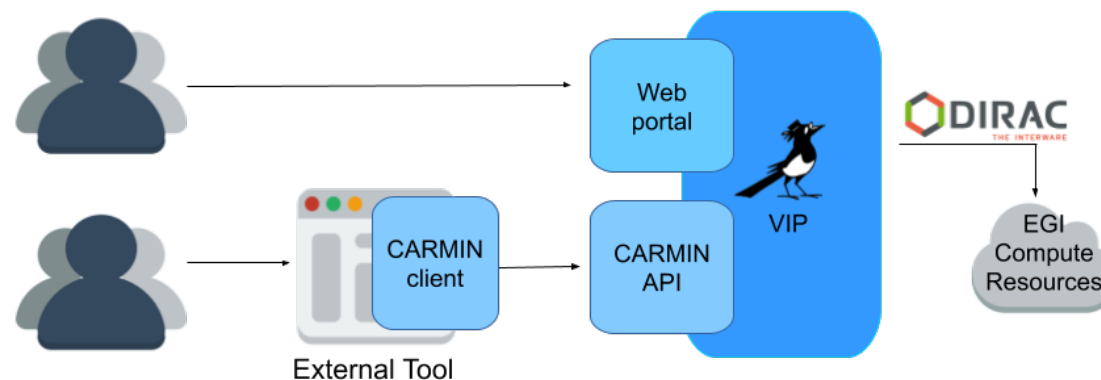 Web
portal
DIRAC
THE INTERWARE
VIP
EGI
Compute
Resources
CARMIN
client
CARMIN
API
External Tool